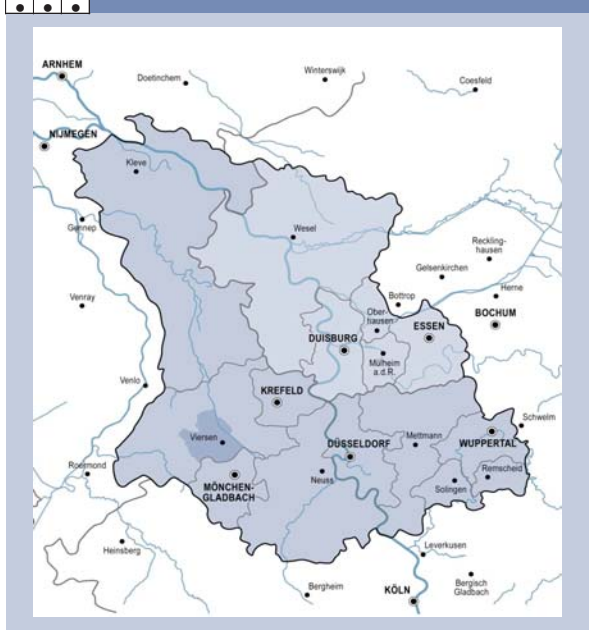 ARNHEM
Doetinchem
Winterswijk
Coesfeld
NIJMEGEN
Kleve
Gennep
Wesel
Reckling-
hausen
Gelsenkirchen
Herne
Venray
Bottrop
Ober-
hausen
ESSEN
BOCHUM
DUISBURG
Mülheim
a.d.R.
Venlo
KREFELD
Schwelm
Viersen
DÜSSELDORF
Mettmann
WUPPERTAL
Roermond
MÖNCHEN-
GLADBACH
Neuss
Solingen
Remscheid
Heinsberg
Leverkusen
Bergheim
KÖLN
Bergisch
Gladbach